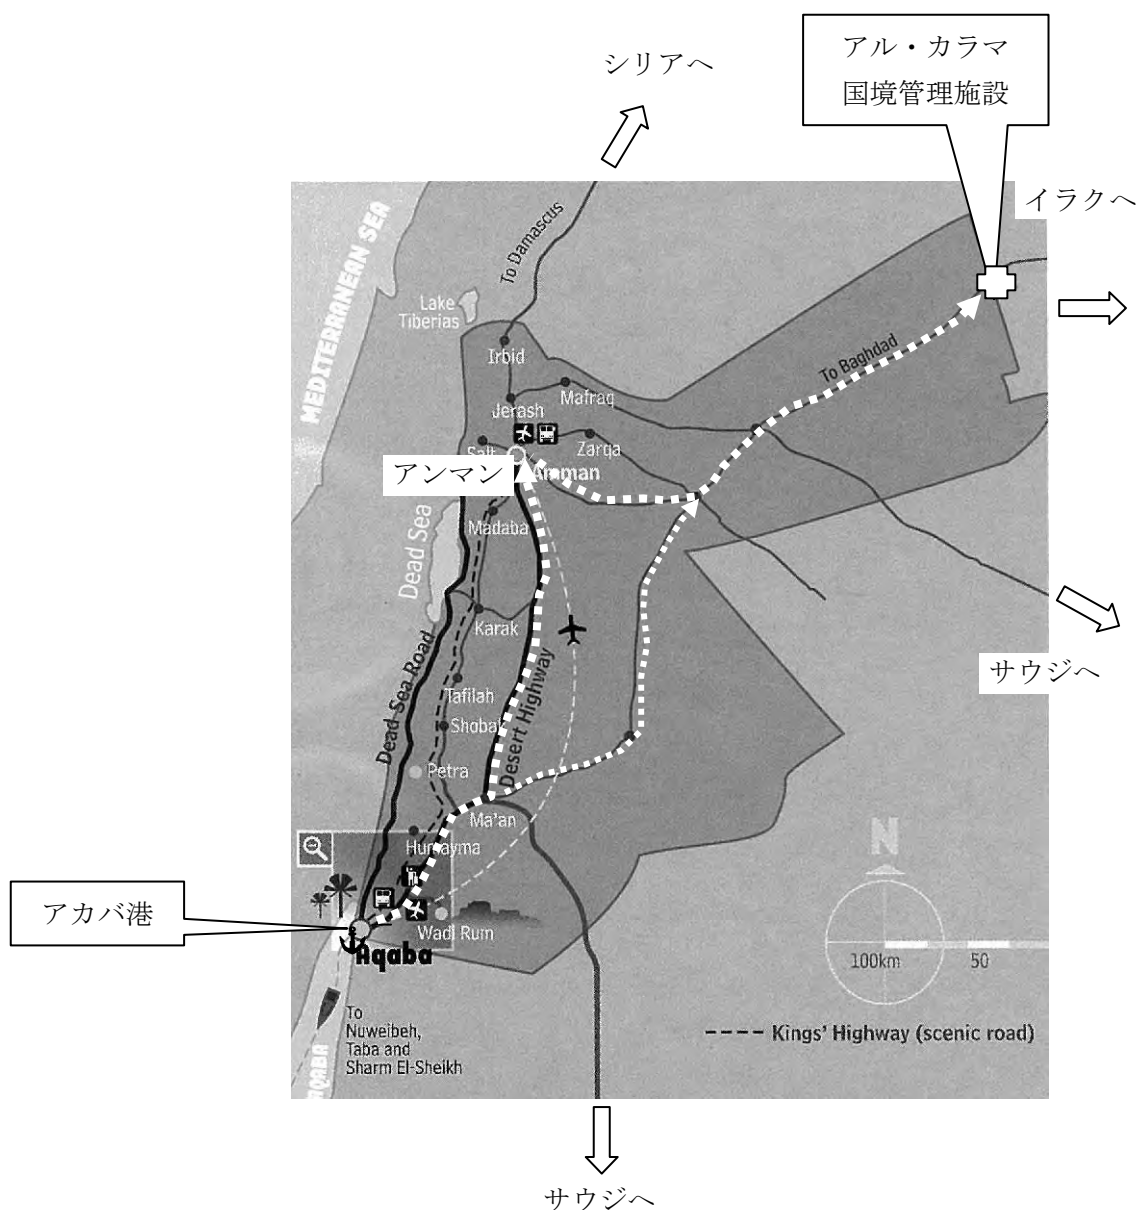 シリアへ
アル・カラマ
国境管理施設
イラクへ
MEDITERRANEAN SEA
To Damascus
Lake
Tiberias
Irbid
To Baghdad
Mafraq
Jerash
Salt
Zarqa
アンマン
Amman
Madaba
Dead Sea
Karak
サウジへ
Dead Sea Road
Tafilah
Desert Highway
Shobak
Petra
Ma'an
Humayma
N
アカバ港
Wadi Rum
Aqaba
100km
50
To
Nuweibeh,
Taba and
Sharm El-Sheikh
AQABA
Kings' Highway (scenic road)
サウジへ